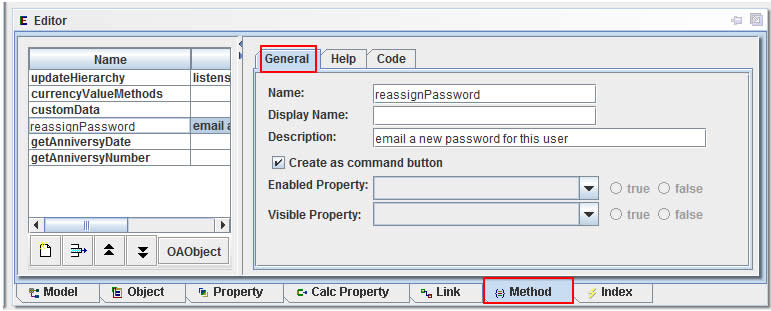 E Editor
Name
updateHierarchy listens
currencyValueMethods
customData
reassignPassword email a
getAnniversyDate
getAnniversyNumber
OAObject
General Help Code
Name: reassignPassword
Display Name:
Description: email a new password for this user
Create as command button
Enabled Property: true false
Visible Property: true false
Model Object Property Calc Property Link Method Index